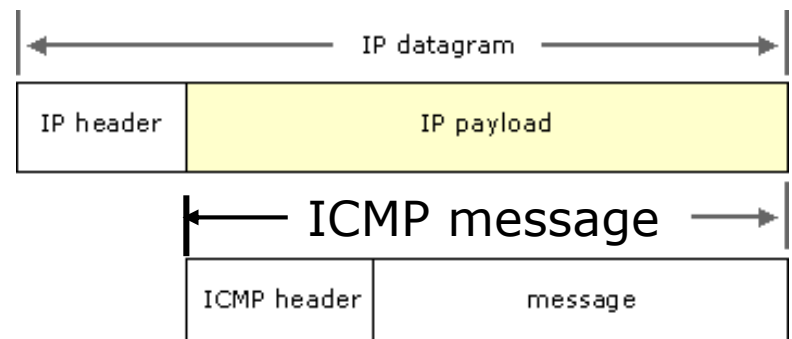 IP datagram
IP header IP payload
ICMP message
ICMP header message